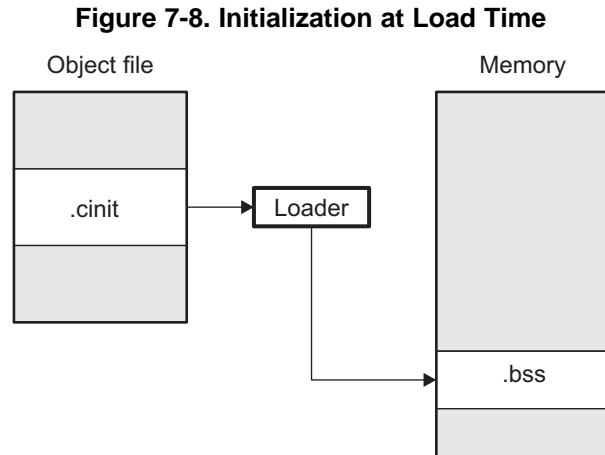 Figure 7-8. Initialization at Load Time
Object file
Memory
.cinit
Loader
.bss